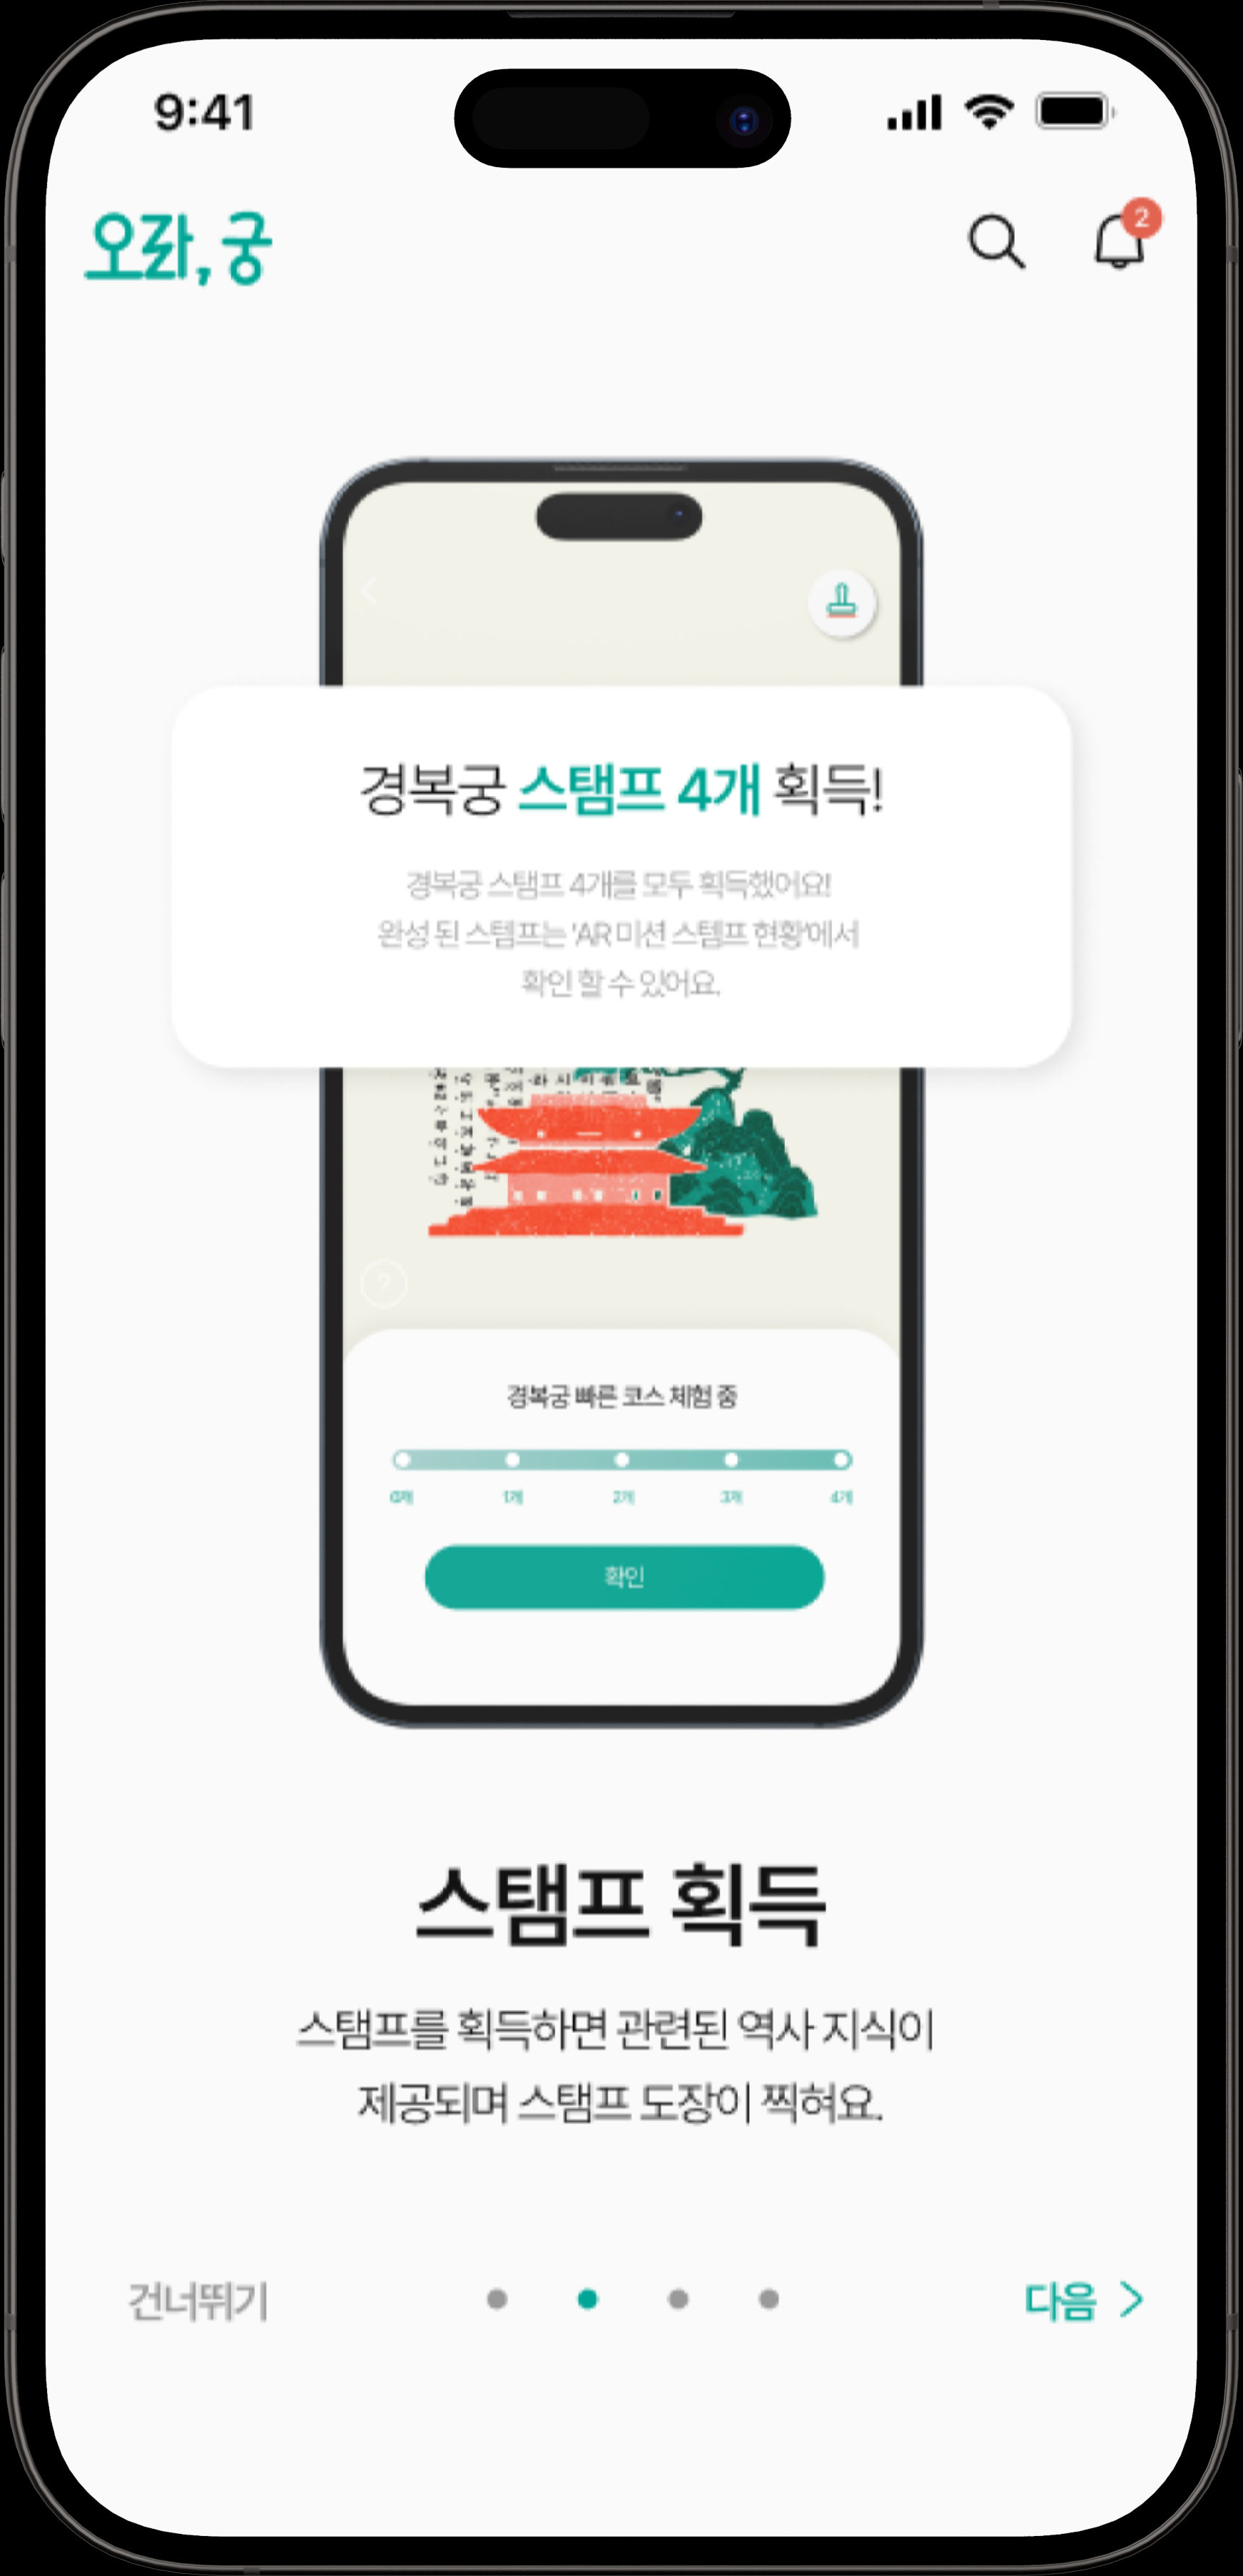 9:41
오롸, 궁
2
경복궁 스탬프 4개 획득!
경복궁 스탬프 4개를 모두 획득했어요!
완성 된 스템프는 'AR 미션 스템프 현황'에서
확인 할 수 있어요.
?
경복궁 빠른 코스 체험 중
0개 1개 2개 3개 4개
확인
스탬프 획득
스탬프를 획득하면 관련된 역사 지식이
제공되며 스탬프 도장이 찍혀요.
건너뛰기
다음 >